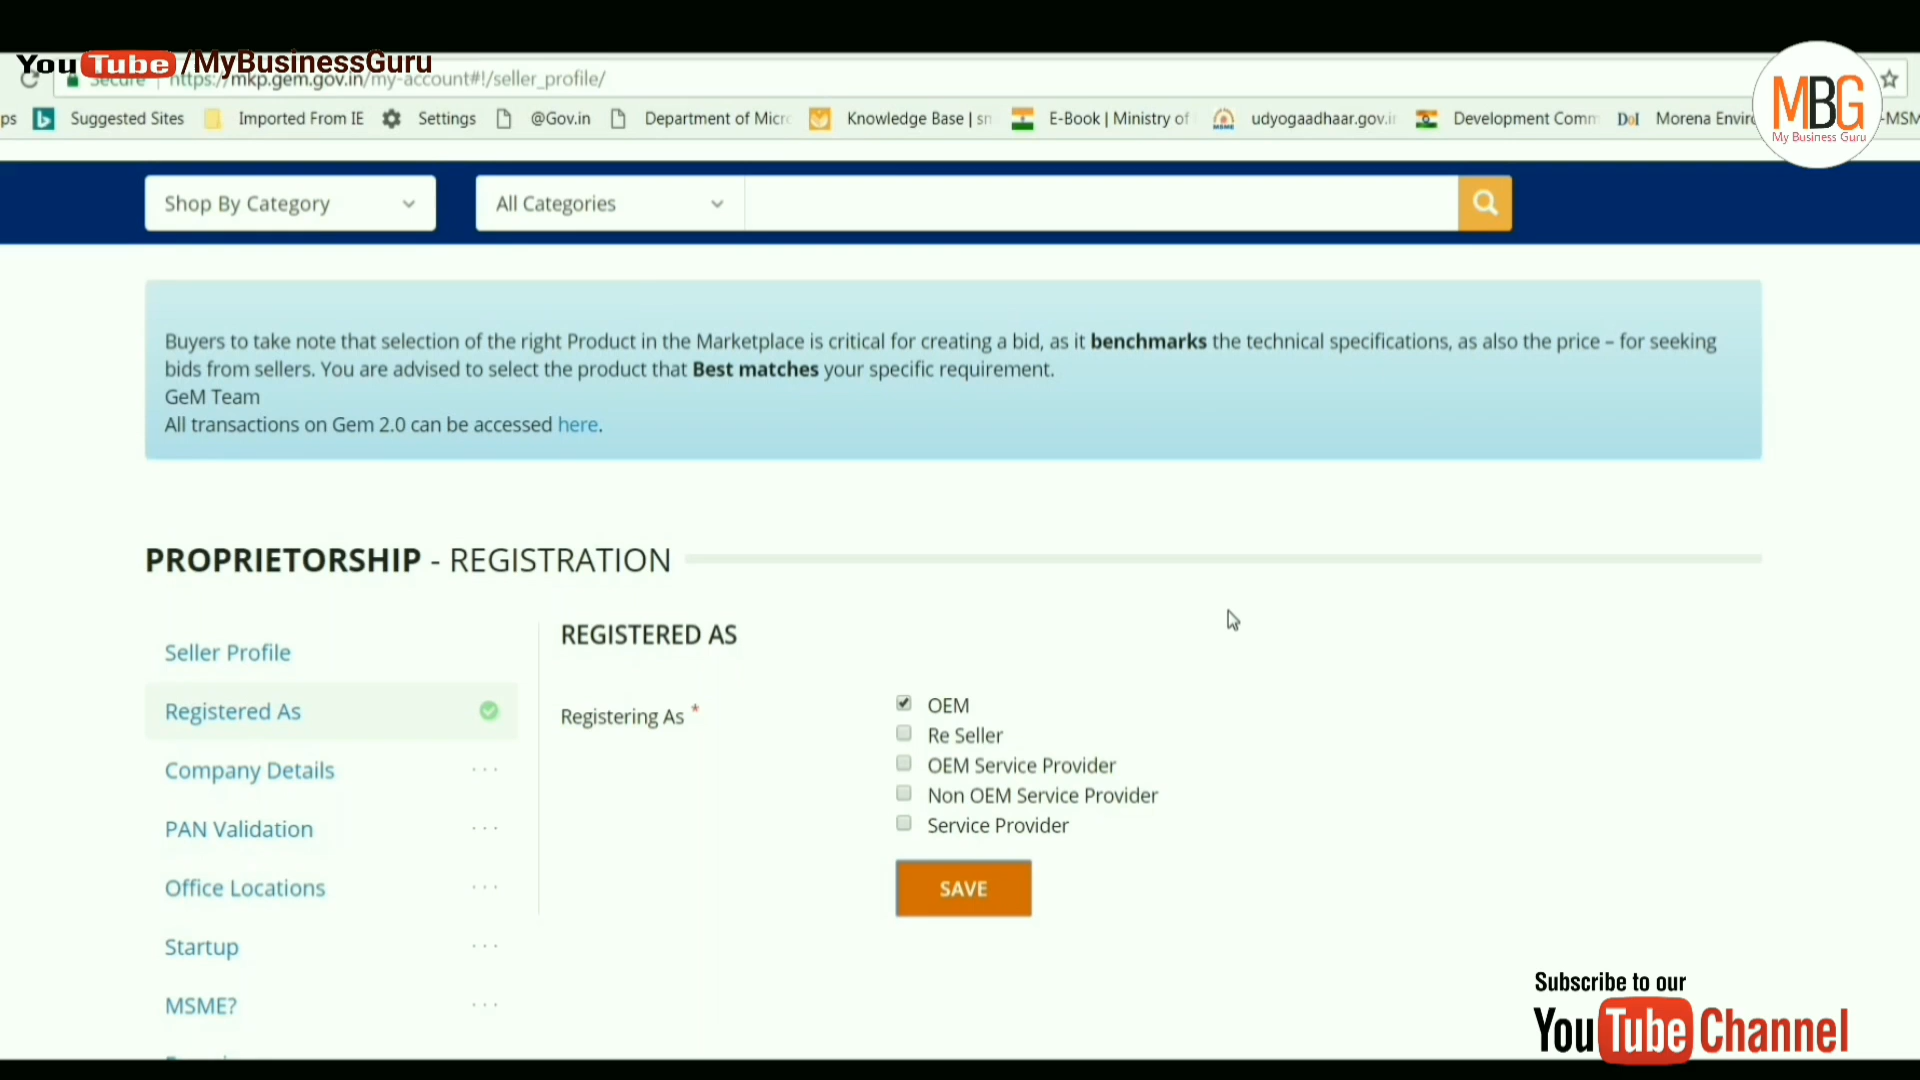 YouTube /MyBusinessGuru
Secure https://mkp.gem.gov.in/my-account#!/seller_profile/
MBG
My Business Guru
ps Suggested Sites Imported From IE Settings @Gov.in Department of Micro Knowledge Base | sn E-Book | Ministry of udyogaadhaar.gov.i Development Comm DoI Morena Enviro -MSM
Shop By Category All Categories
Buyers to take note that selection of the right Product in the Marketplace is critical for creating a bid, as it benchmarks the technical specifications, as also the price – for seeking
bids from sellers. You are advised to select the product that Best matches your specific requirement.
GeM Team
All transactions on Gem 2.0 can be accessed here.
PROPRIETORSHIP - REGISTRATION
Seller Profile
Registered As
Company Details
PAN Validation
Office Locations
Startup
MSME?
REGISTERED AS
Registering As *
OEM
Re Seller
OEM Service Provider
Non OEM Service Provider
Service Provider
SAVE
Subscribe to our
YouTube Channel